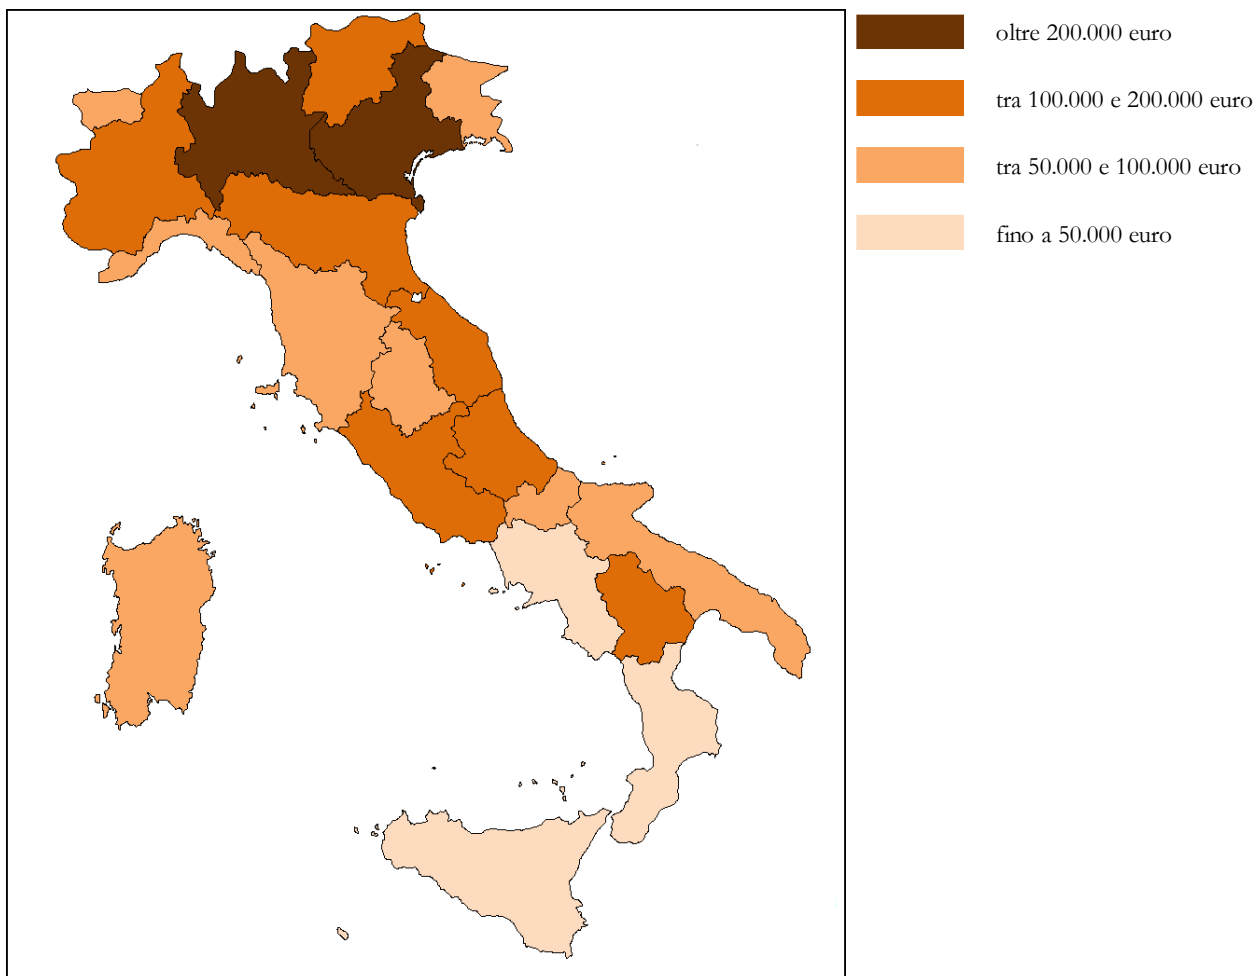 oltre 200.000 euro
tra 100.000 e 200.000 euro
tra 50.000 e 100.000 euro
fino a 50.000 euro